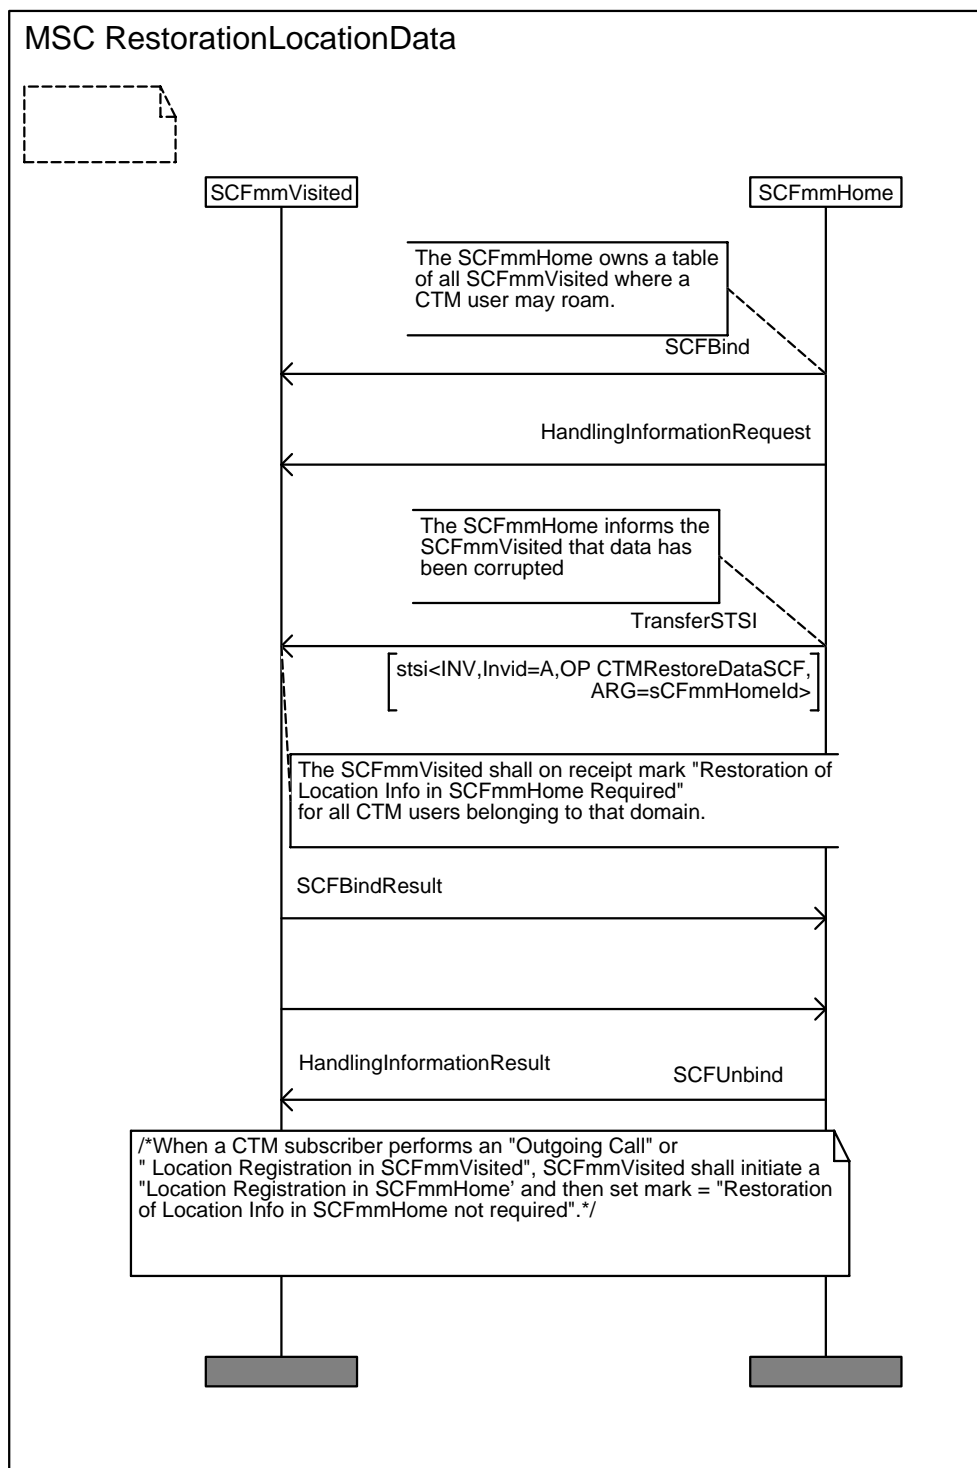 MSC RestorationLocationData
SCFmmVisited
SCFmmHome
The SCFmmHome owns a table
of all SCFmmVisited where a
CTM user may roam.
SCFBind
HandlingInformationRequest
The SCFmmHome informs the
SCFmmVisited that data has
been corrupted
TransferSTSI
stsi<INV,Invid=A,OP CTMRestoreDataSCF,
ARG=sCFmmHomeId>
The SCFmmVisited shall on receipt mark "Restoration of
Location Info in SCFmmHome Required"
for all CTM users belonging to that domain.
SCFBindResult
HandlingInformationResult
SCFUnbind
/*When a CTM subscriber performs an "Outgoing Call" or
" Location Registration in SCFmmVisited", SCFmmVisited shall initiate a
"Location Registration in SCFmmHome' and then set mark = "Restoration
of Location Info in SCFmmHome not required".*/